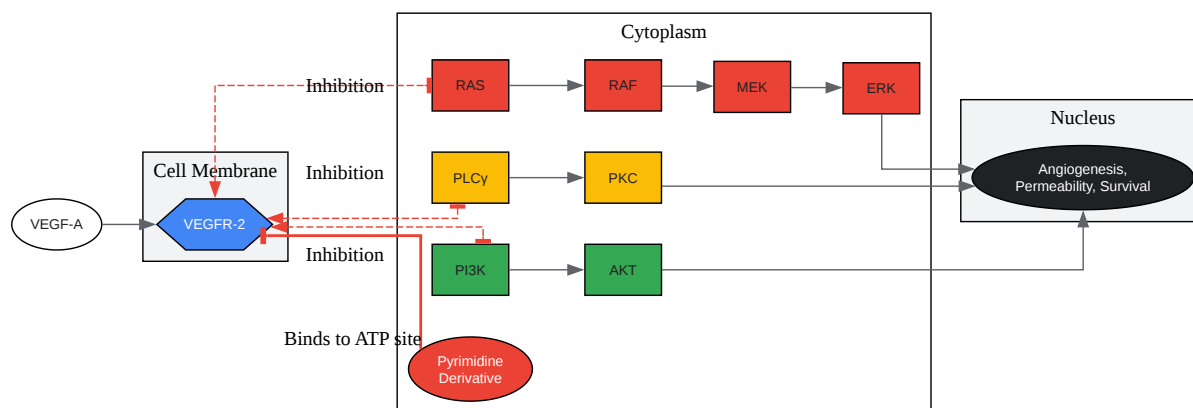 Cytoplasm
Inhibition
RAS
RAF
MEK
ERK
Nucleus
Cell Membrane
Inhibition
PLCγ
PKC
Angiogenesis,
Permeability, Survival
VEGF-A
VEGFR-2
Inhibition
PI3K
AKT
Binds to ATP site
Pyrimidine
Derivative